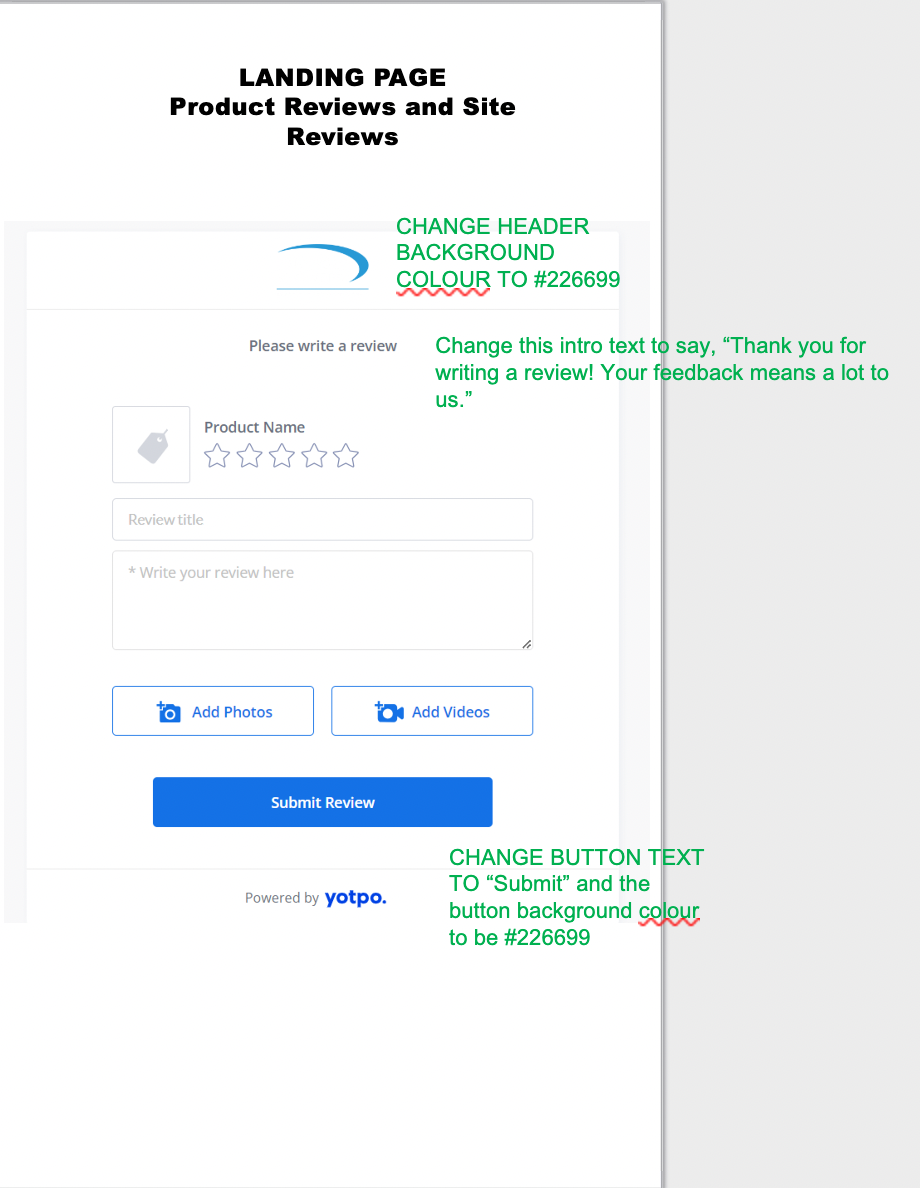 LANDING PAGE
Product Reviews and Site
Reviews
CHANGE HEADER
BACKGROUND
COLOUR TO #226699
Please write a review
Change this intro text to say, “Thank you for
writing a review! Your feedback means a lot to
us.”
Product Name
Review title
* Write your review here
Add Photos
Add Videos
Submit Review
CHANGE BUTTON TEXT
TO “Submit” and the
button background colour
to be #226699
Powered by yotpo.